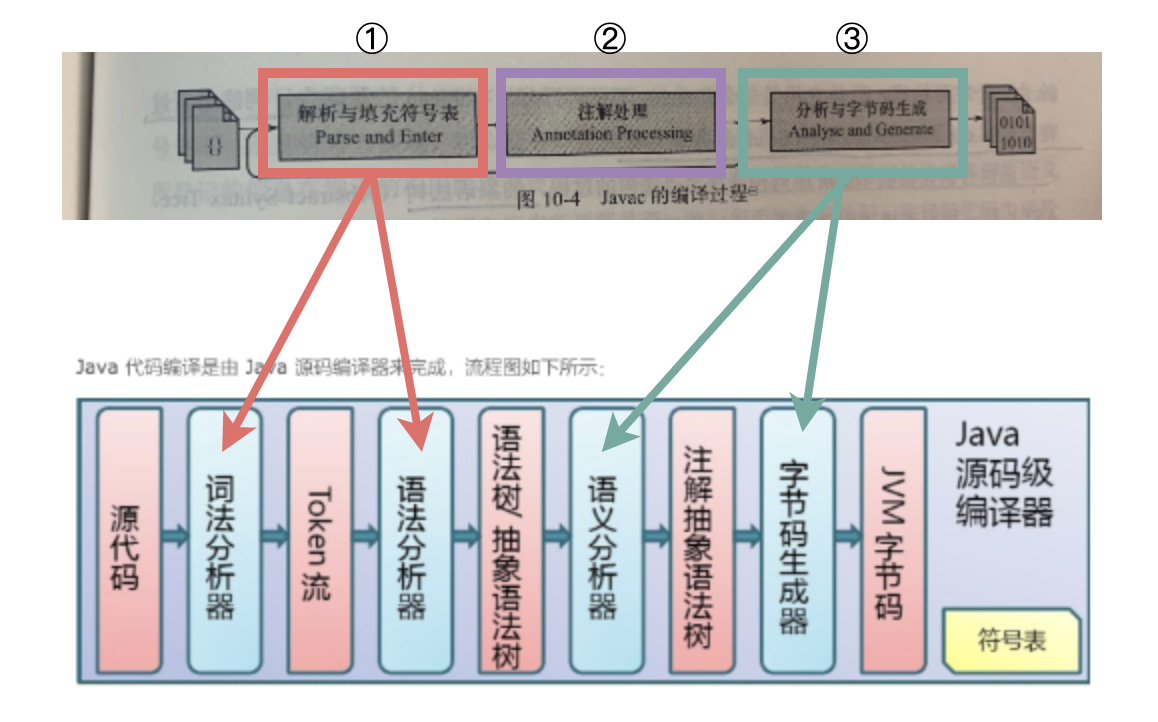 ① ② ③
解析与填充符号表
Parse and Enter
注解处理
Annotation Processing
分析与字节码生成
Analyse and Generate
{}
0101
1010
图 10-4 Javac 的编译过程
Java 代码编译是由 Java 源码编译器来完成，流程图如下所示：
源代码
词法分析器
Token 流
语法分析器
语法树/ 抽象语法树
语义分析器
注解抽象语法树
字节码生成器
JVM 字节码
Java
源码级
编译器
符号表